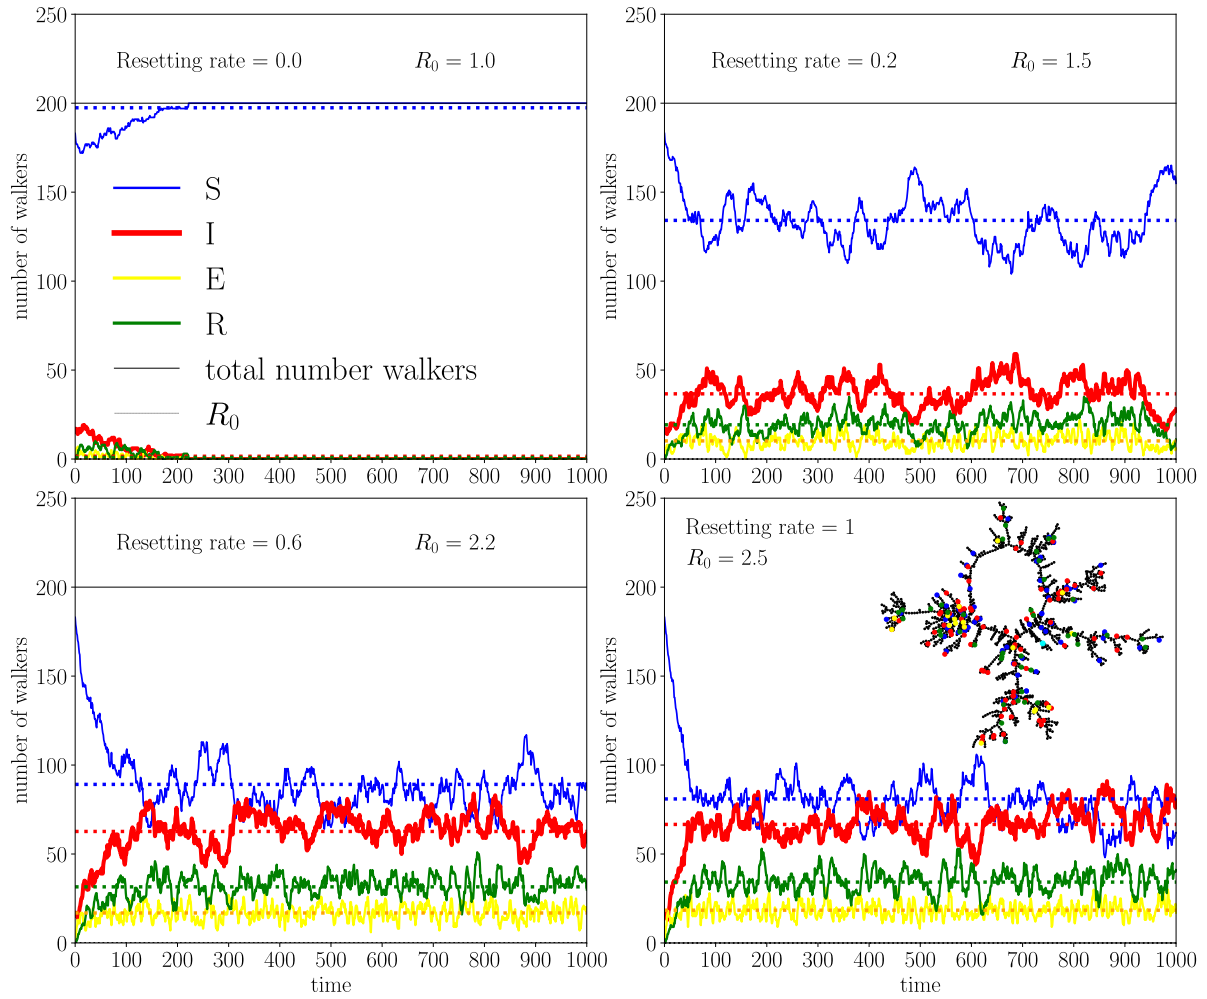 250
200
150
100
50
0
number of walkers
Resetting rate = 0.0 R₀ = 1.0
S
I
E
R
total number walkers
R₀
0 100 200 300 400 500 600 700 800 900 1000
250
200
150
100
50
0
number of walkers
Resetting rate = 0.2 R₀ = 1.5
0 100 200 300 400 500 600 700 800 900 1000
250
200
150
100
50
0
number of walkers
Resetting rate = 0.6 R₀ = 2.2
0 100 200 300 400 500 600 700 800 900 1000
time
250
200
150
100
50
0
number of walkers
Resetting rate = 1
R₀ = 2.5
0 100 200 300 400 500 600 700 800 900 1000
time